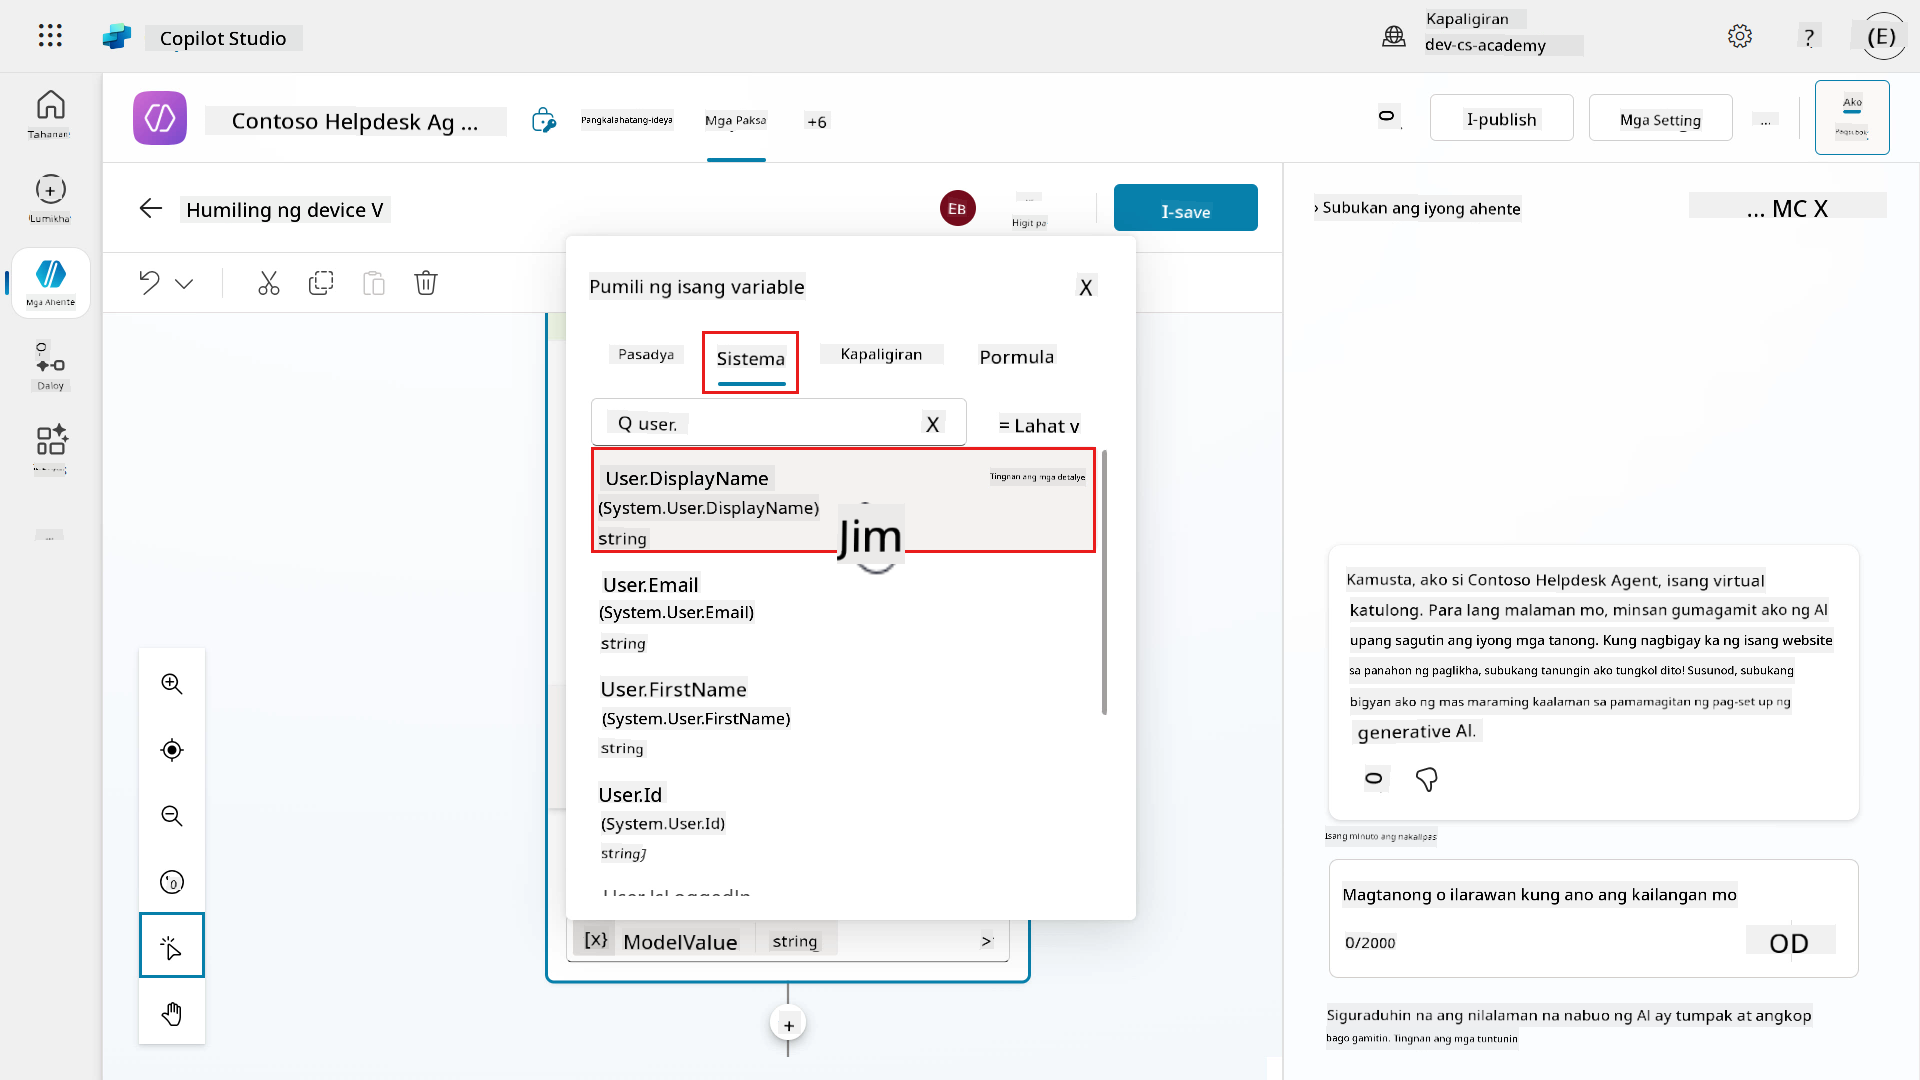 Copilot Studio
Kapaligiran
dev-cs-academy
?
(E)
Tahanan
Lumikha
Mga Ahente
Daloy
...
Contoso Helpdesk Ag ...
Pangkalahatang-ideya
Mga Paksa
+6
I-publish
Mga Setting
...
Ako
Pagsubok
Humiling ng device V
EB
...
Higit pa
I-save
Pumili ng isang variable
X
Pasadya
Sistema
Kapaligiran
Pormula
Q user.
X
= Lahat v
User.DisplayName
Tingnan ang mga detalye
(System.User.DisplayName)
string
Jim
User.Email
(System.User.Email)
string
User.FirstName
(System.User.FirstName)
string
User.Id
(System.User.Id)
string]
User.IsLoggedIn
[x] ModelValue string >
+
› Subukan ang iyong ahente
... MC X
Kamusta, ako si Contoso Helpdesk Agent, isang virtual
katulong. Para lang malaman mo, minsan gumagamit ako ng AI
upang sagutin ang iyong mga tanong. Kung nagbigay ka ng isang website
sa panahon ng paglikha, subukang tanungin ako tungkol dito! Susunod, subukang
bigyan ako ng mas maraming kaalaman sa pamamagitan ng pag-set up ng
generative AI.
Isang minuto ang nakalipas
Magtanong o ilarawan kung ano ang kailangan mo
0/2000
OD
Siguraduhin na ang nilalaman na nabuo ng AI ay tumpak at angkop
bago gamitin. Tingnan ang mga tuntunin